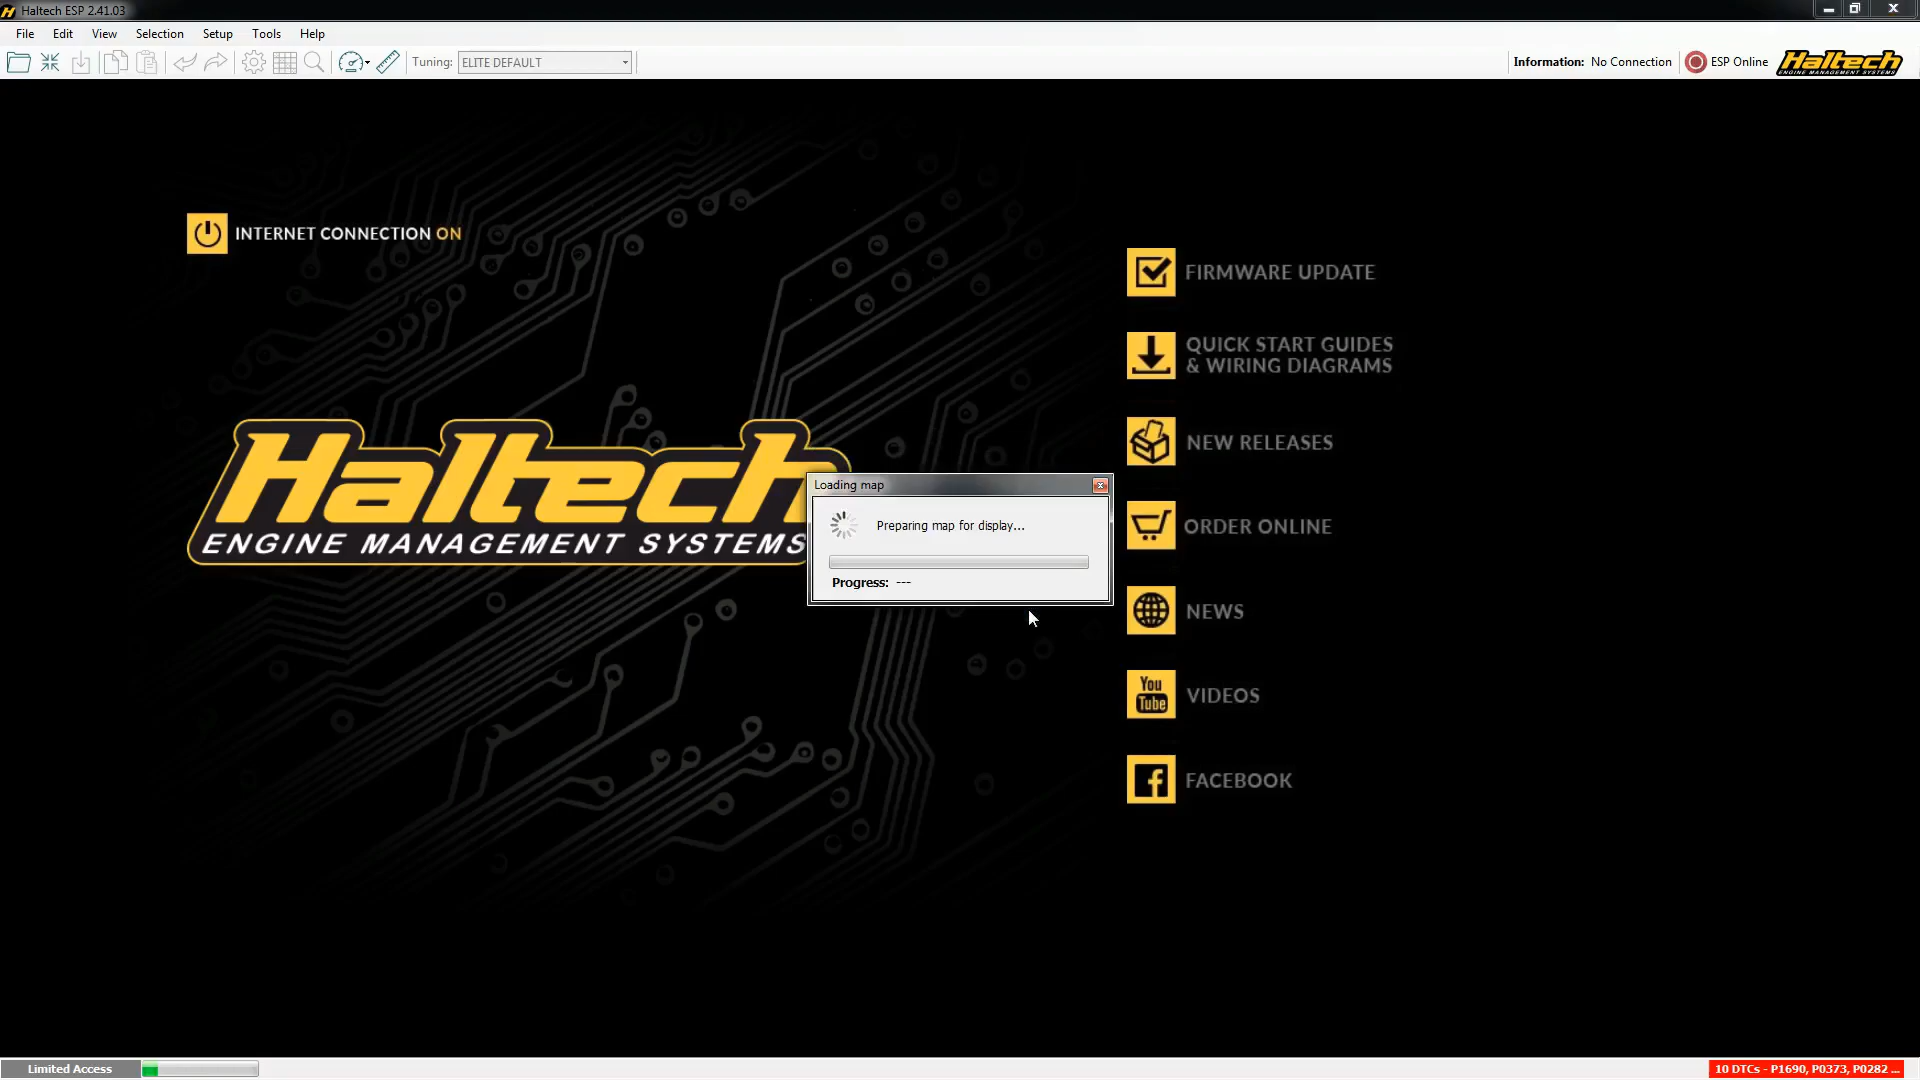 Haltech ESP 2.41.03
File Edit View Selection Setup Tools Help
Tuning: ELITE DEFAULT
Information: No Connection
ESP Online
Haltech
ENGINE MANAGEMENT SYSTEMS
INTERNET CONNECTION ON
FIRMWARE UPDATE
QUICK START GUIDES
& WIRING DIAGRAMS
NEW RELEASES
Haltech
ENGINE MANAGEMENT SYSTEMS
Loading map
Preparing map for display...
Progress: ---
ORDER ONLINE
NEWS
You
Tube
VIDEOS
FACEBOOK
Limited Access
10 DTCs - P1690, P0373, P0282 ...